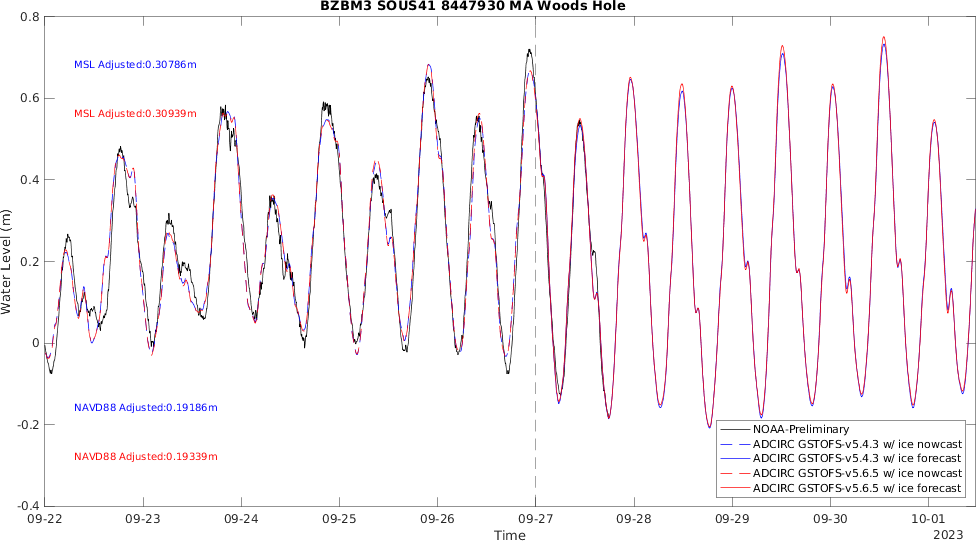 BZBM3 SOUS41 8447930 MA Woods Hole
0.8
0.6
0.4
0.2
0
-0.2
-0.4
Water Level (m)
MSL Adjusted:0.30786m
MSL Adjusted:0.30939m
NAVD88 Adjusted:0.19186m
NAVD88 Adjusted:0.19339m
NOAA-Preliminary
ADCIRC GSTOFS-v5.4.3 w/ ice nowcast
ADCIRC GSTOFS-v5.4.3 w/ ice forecast
ADCIRC GSTOFS-v5.6.5 w/ ice nowcast
ADCIRC GSTOFS-v5.6.5 w/ ice forecast
09-22 09-23 09-24 09-25 09-26 09-27 09-28 09-29 09-30 10-01
Time
2023